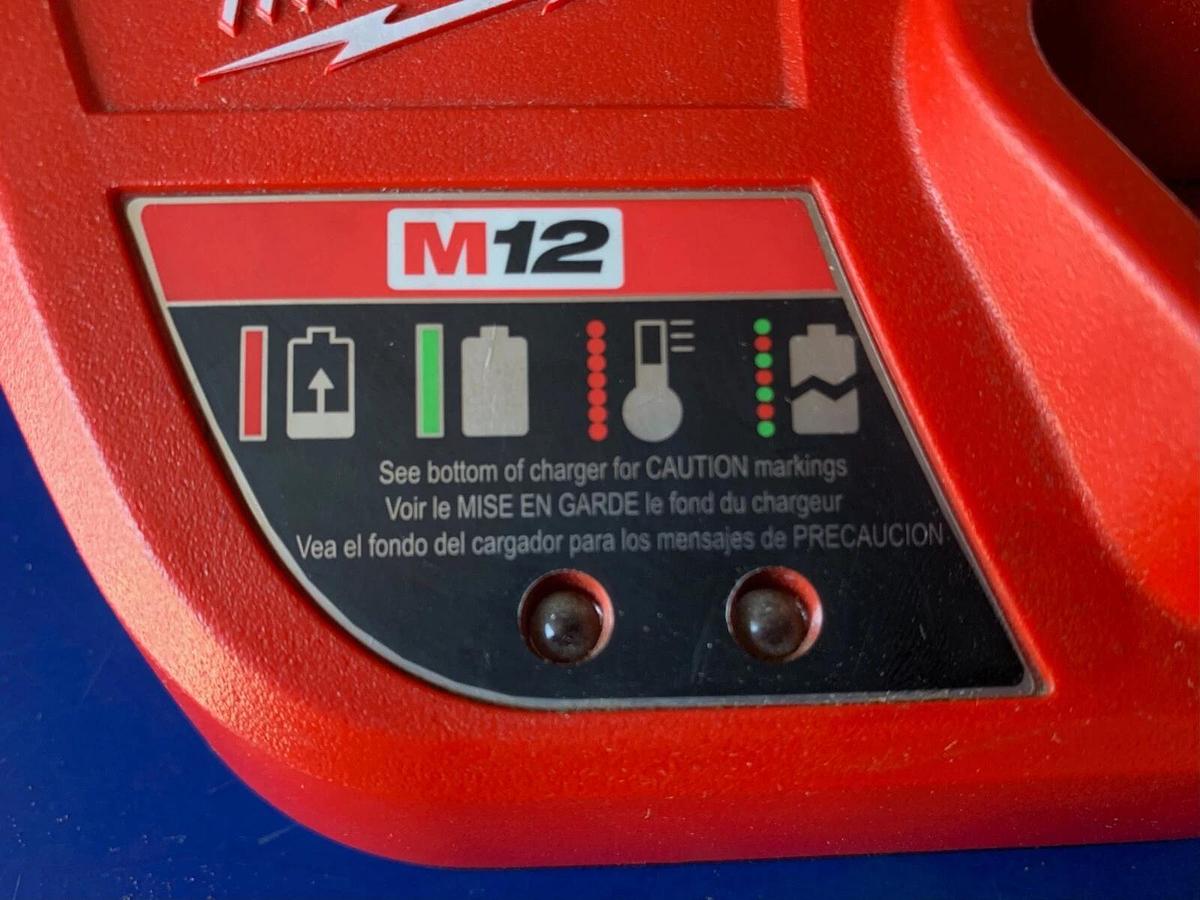 M12
See bottom of charger for CAUTION markings
Voir le MISE EN GARDE le fond du chargeur
Vea el fondo del cargador para los mensajes de PRECAUCION